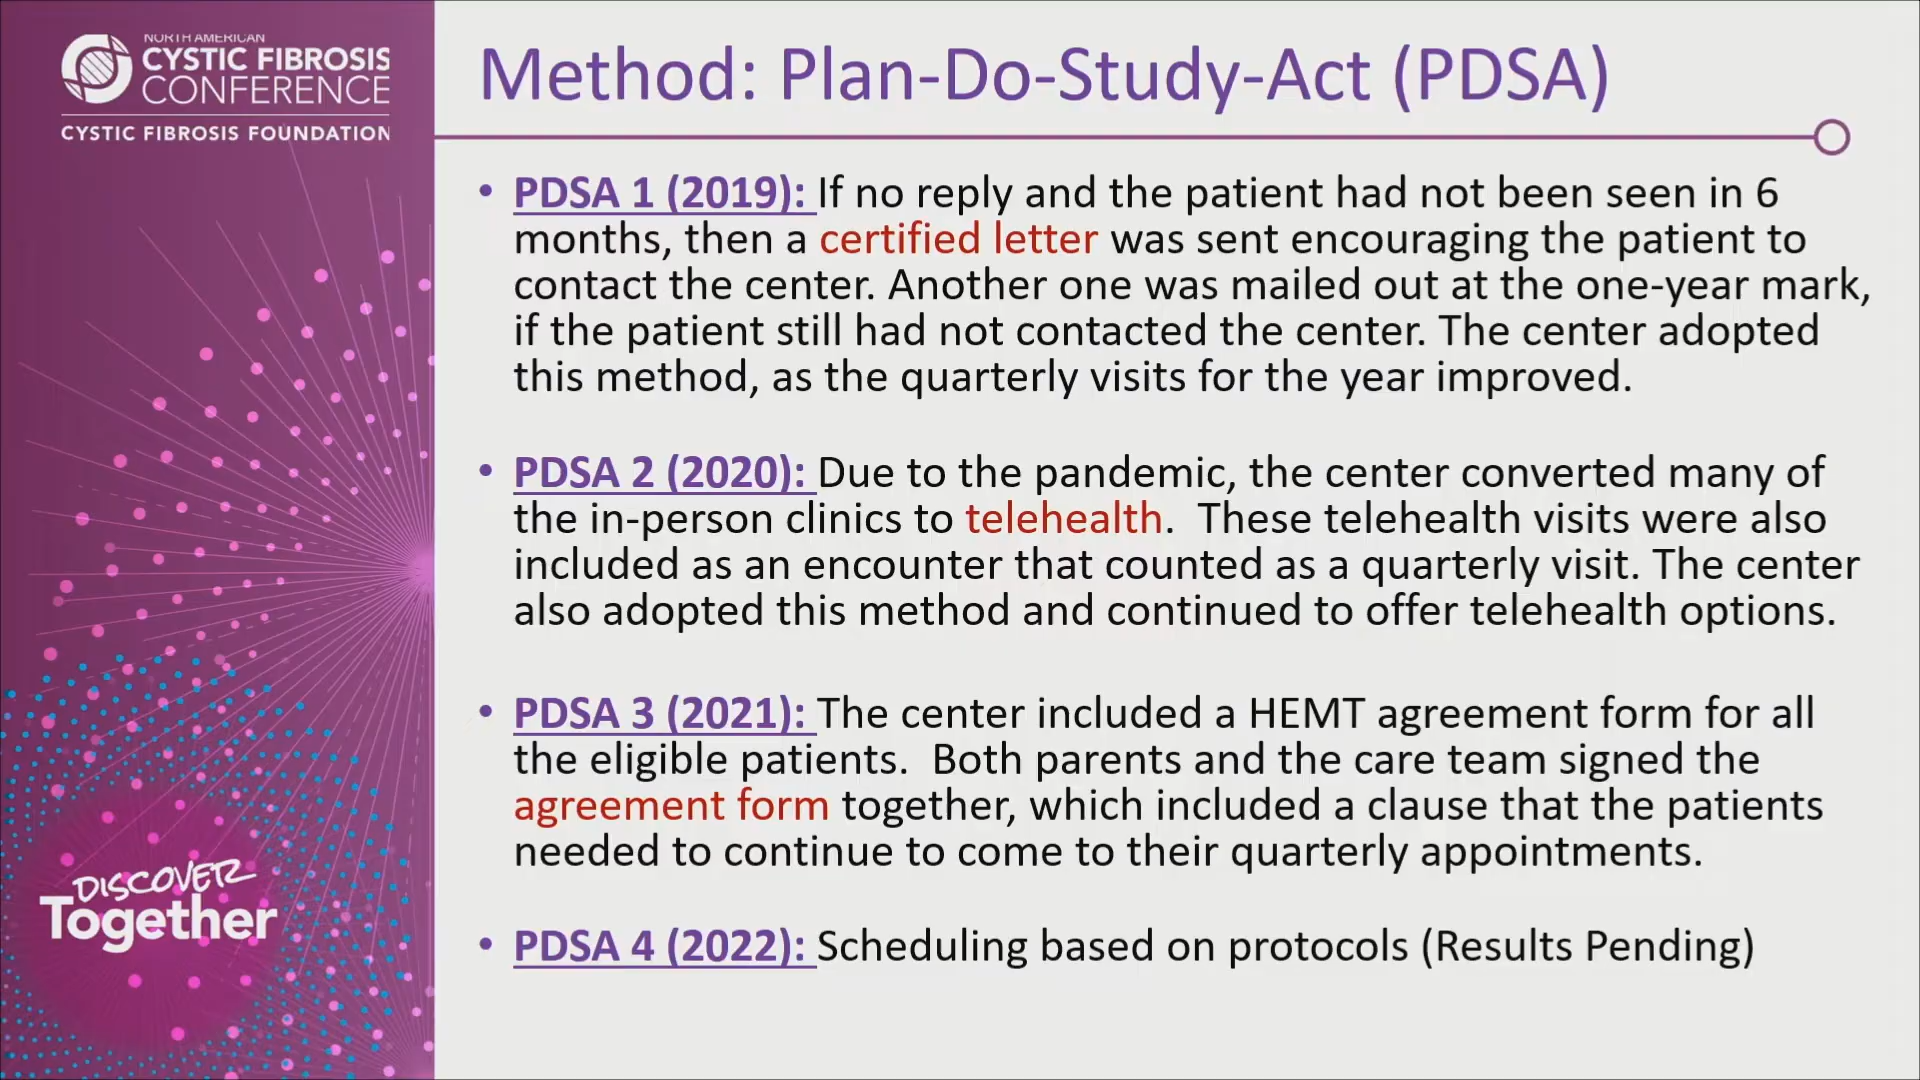 NORTH AMERICAN
CYSTIC FIBROSIS
CONFERENCE
CYSTIC FIBROSIS FOUNDATION
Method: Plan-Do-Study-Act (PDSA)
• PDSA 1 (2019): If no reply and the patient had not been seen in 6
months, then a certified letter was sent encouraging the patient to
contact the center. Another one was mailed out at the one-year mark,
if the patient still had not contacted the center. The center adopted
this method, as the quarterly visits for the year improved.
• PDSA 2 (2020): Due to the pandemic, the center converted many of
the in-person clinics to telehealth.  These telehealth visits were also
included as an encounter that counted as a quarterly visit. The center
also adopted this method and continued to offer telehealth options.
• PDSA 3 (2021): The center included a HEMT agreement form for all
the eligible patients.  Both parents and the care team signed the
agreement form together, which included a clause that the patients
needed to continue to come to their quarterly appointments.
• PDSA 4 (2022): Scheduling based on protocols (Results Pending)
DISCOVER
Together